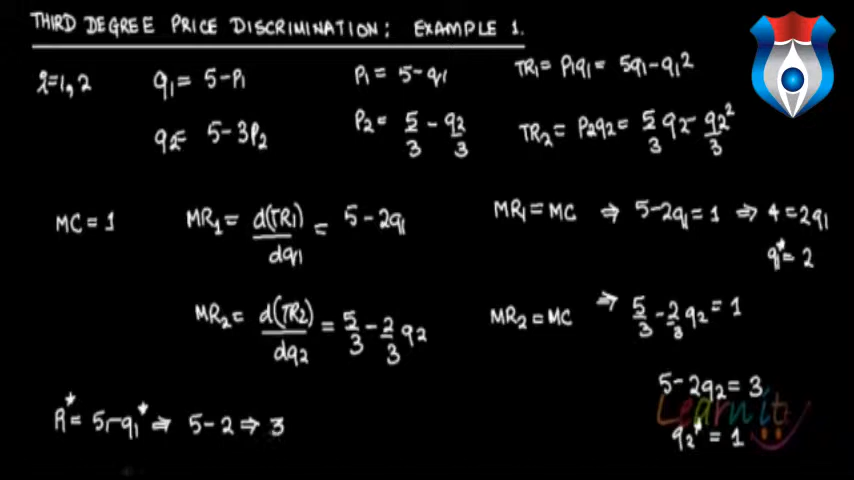 THIRD DEGREE PRICE DISCRIMINATION: EXAMPLE 1.
i=1,2 q1 = 5-P1 P1 = 5-q1 TR1 = P1q1 = 5q1-q1²
q2= 5-3P2 P2 = 5/3 - q2/3 TR2 = P2q2 = 5/3 q2 - q2²/3
MC = 1 MR1 = d(TR1)/dq1 = 5-2q1 MR1 = MC ⇒ 5-2q1 = 1 ⇒ 4 = 2q1
q1* = 2
MR2 = d(TR2)/dq2 = 5/3 - 2/3 q2 MR2 = MC ⇒ 5/3 - 2/3 q2 = 1
5-2q2 = 3
Learn it
P1* = 5-q1* ⇒ 5-2 ⇒ 3 q2* = 1